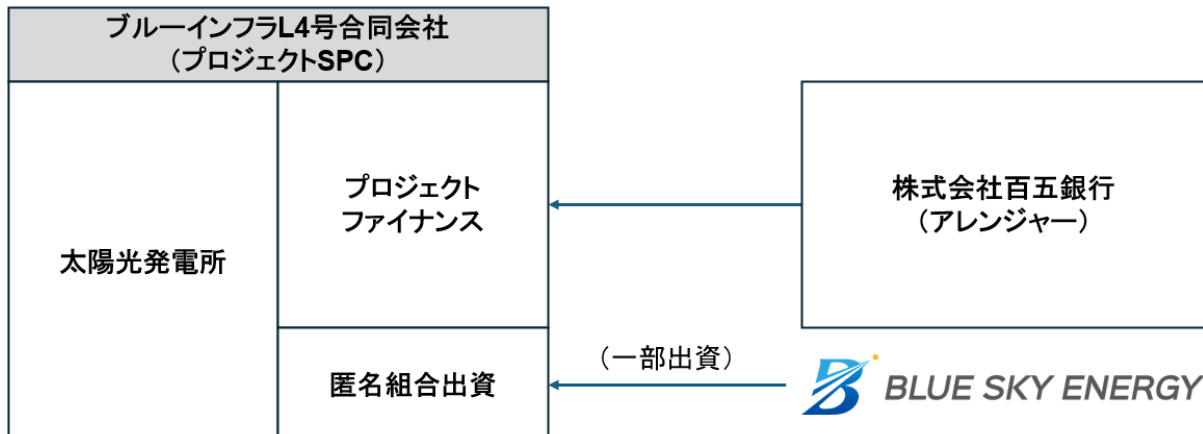 ブルーインフラL4号合同会社
（プロジェクトSPC）
太陽光発電所
プロジェクト
ファイナンス
株式会社百五銀行
（アレンジャー）
匿名組合出資
（一部出資）
BLUE SKY ENERGY